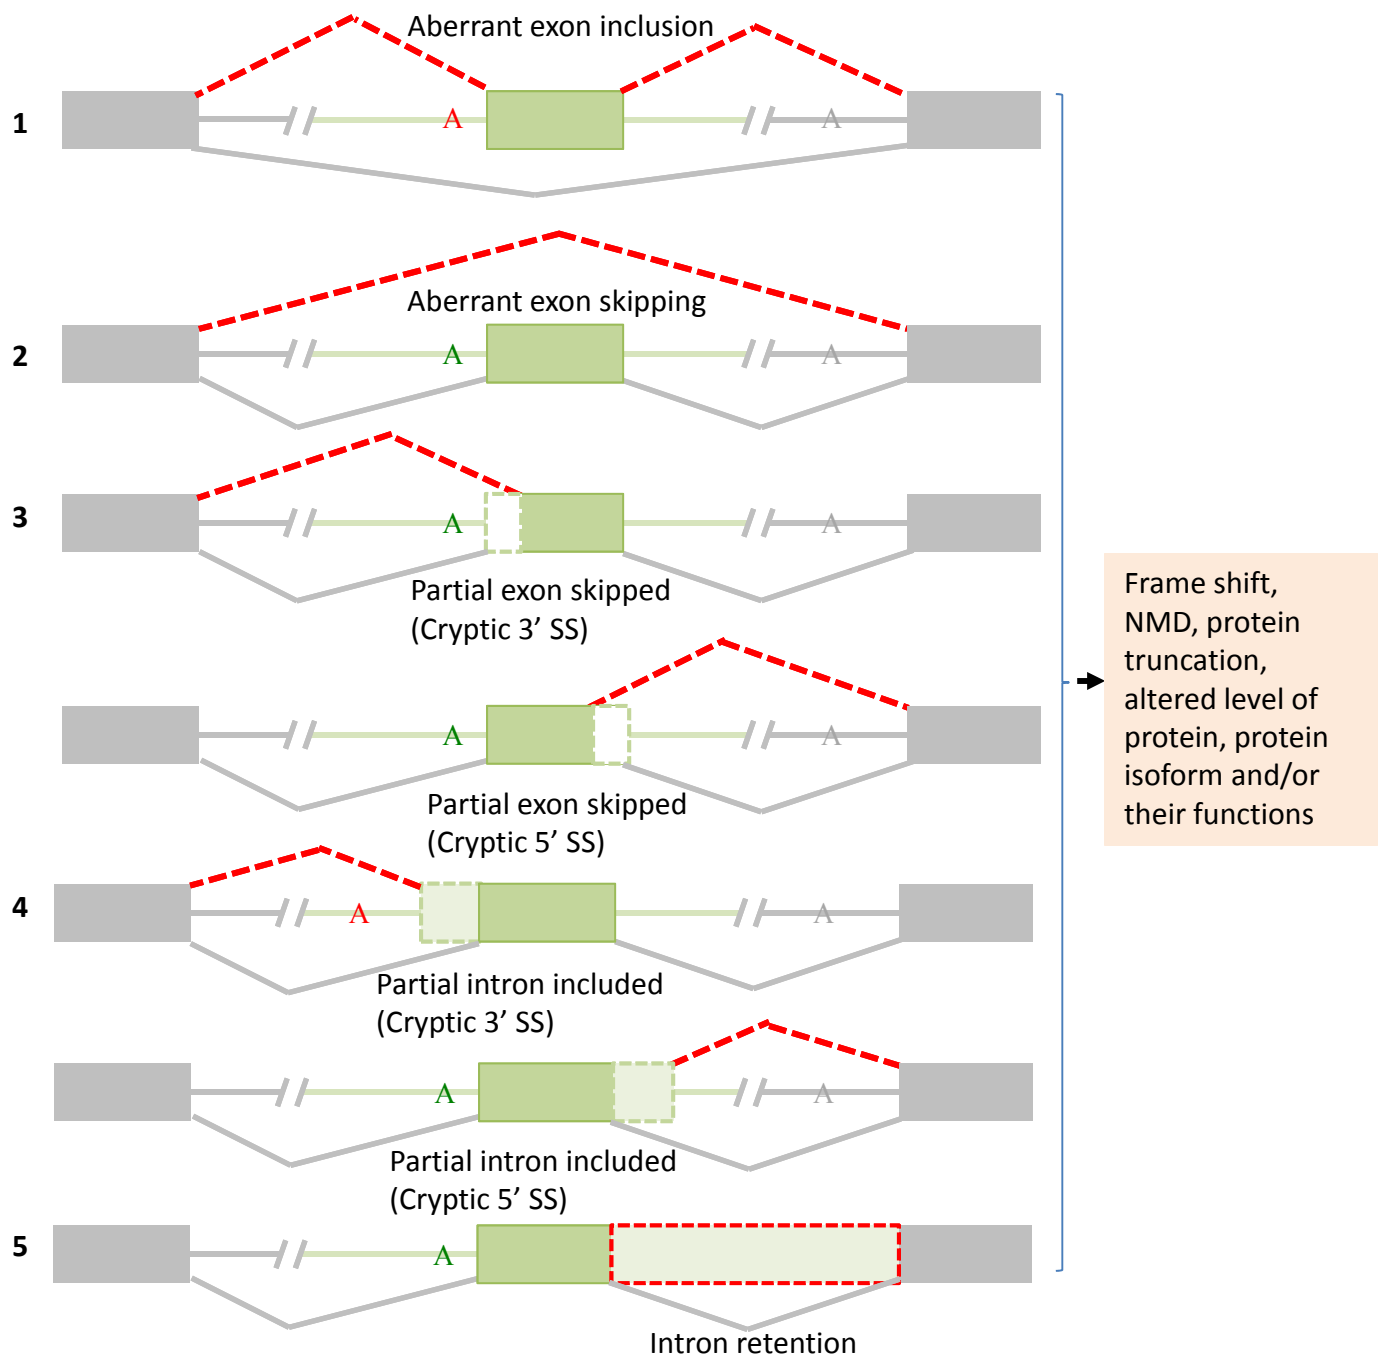 Aberrant exon inclusion
1
A
A
Aberrant exon skipping
2
A
A
3
A
A
Partial exon skipped
(Cryptic 3’ SS)
A
A
Partial exon skipped
(Cryptic 5’ SS)
4
A
A
Partial intron included
(Cryptic 3’ SS)
A
A
Partial intron included
(Cryptic 5’ SS)
5
A
Intron retention
Frame shift,
NMD, protein
truncation,
altered level of
protein, protein
isoform and/or
their functions